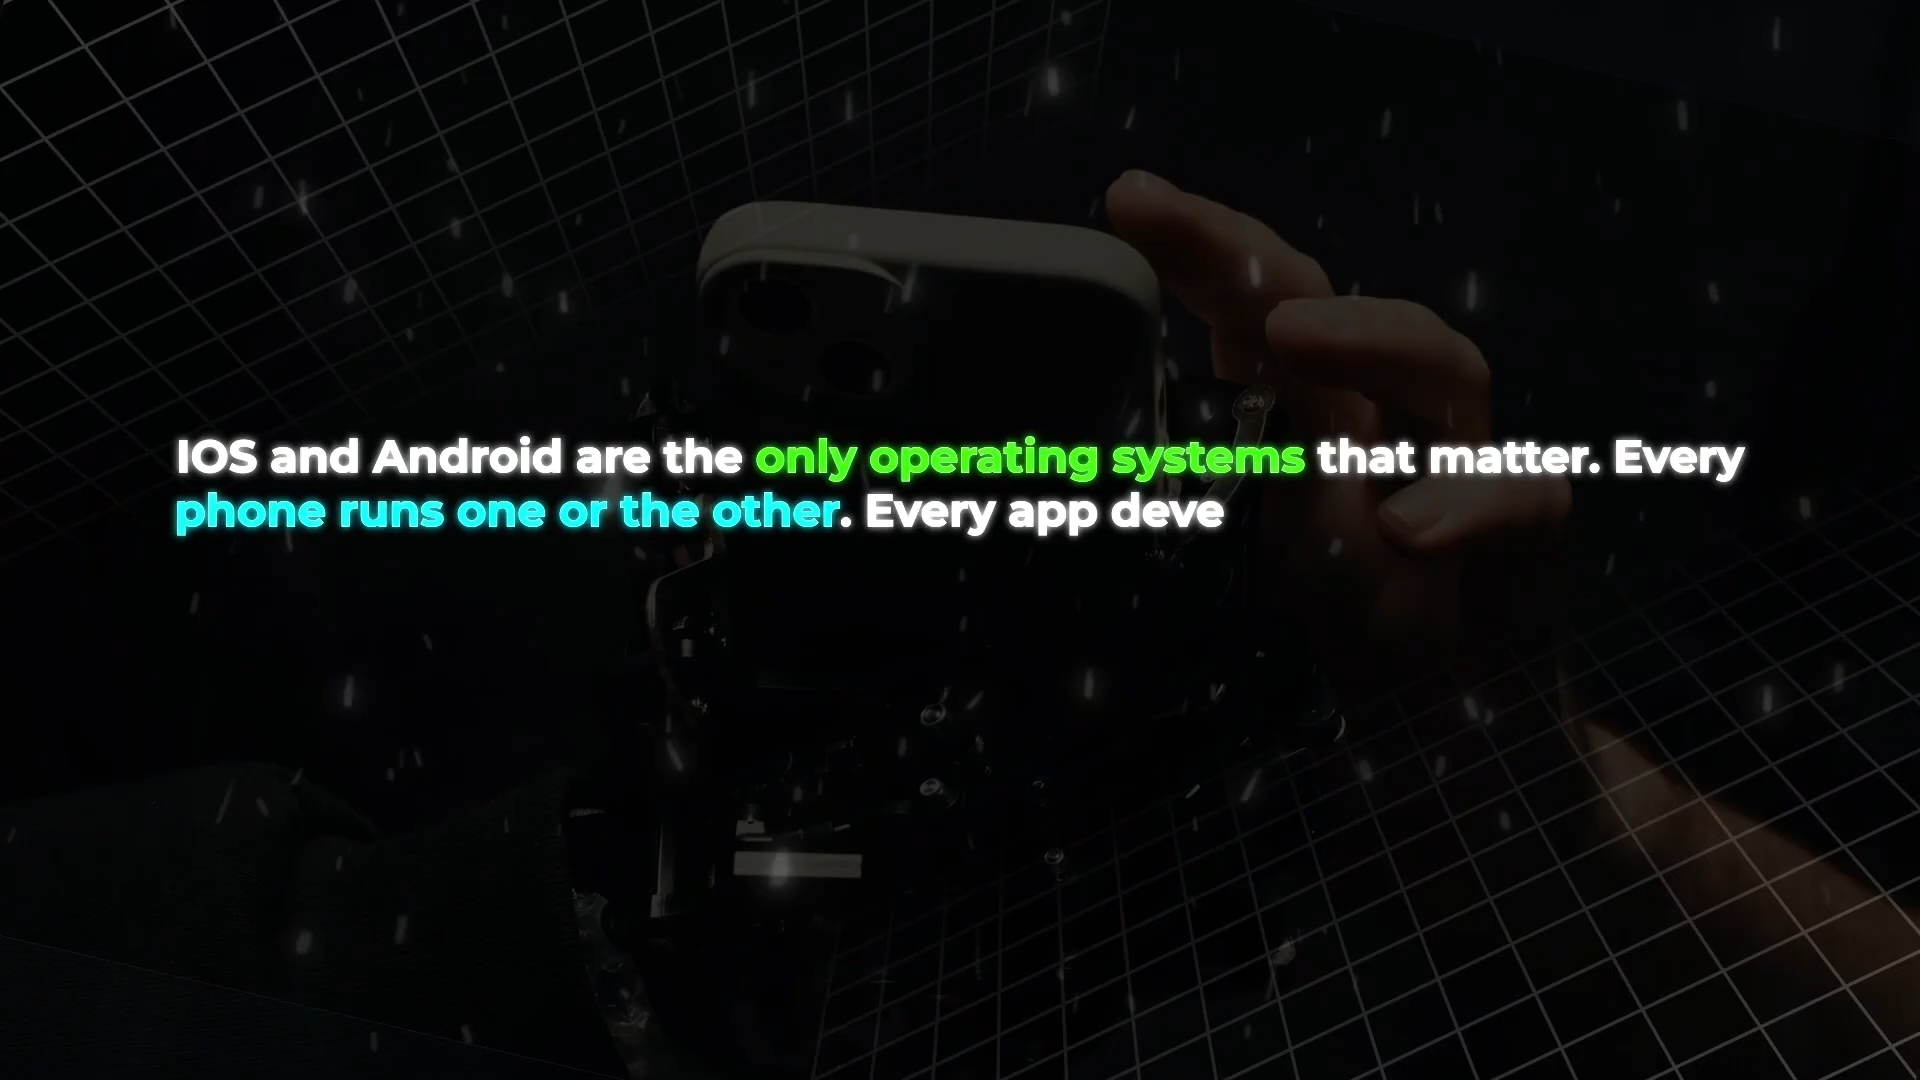 IOS and Android are the only operating systems that matter. Every
phone runs one or the other. Every app deve